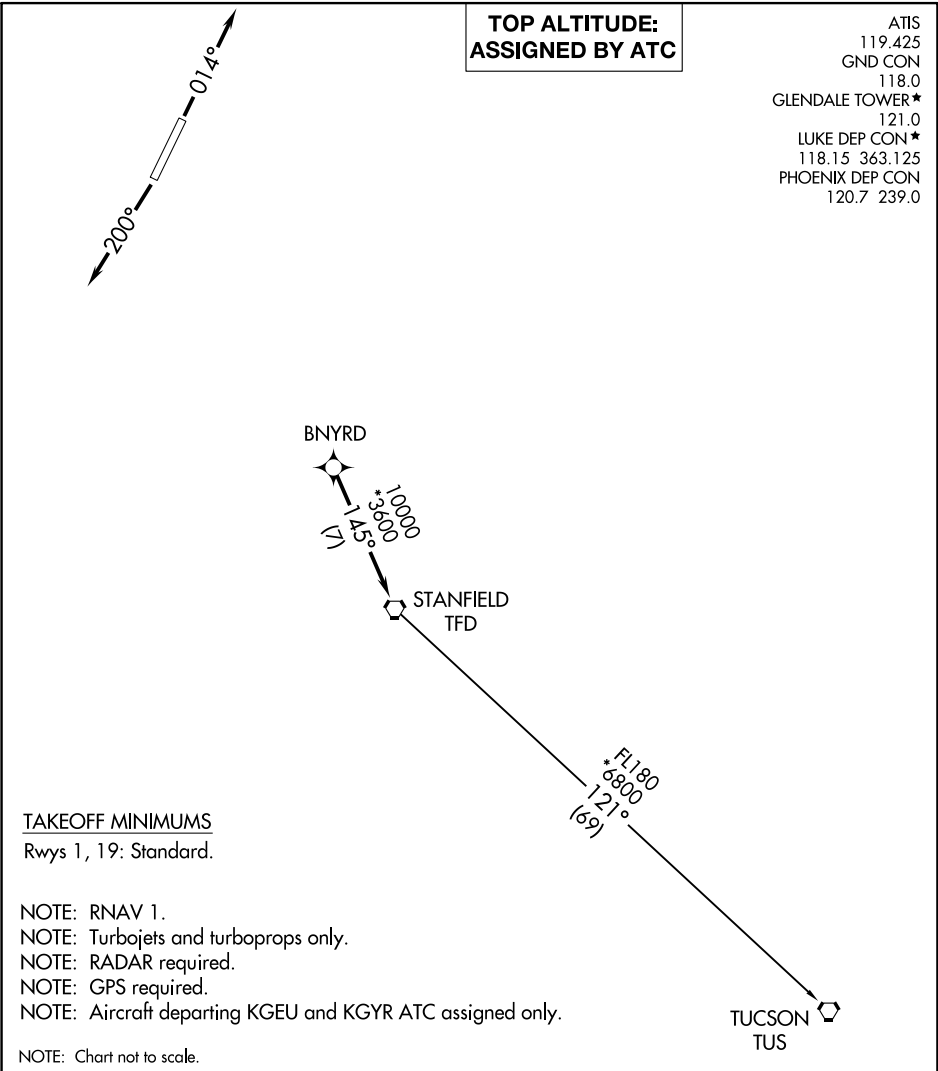 TOP ALTITUDE:
ASSIGNED BY ATC
ATIS
119.425
GND CON
118.0
GLENDALE TOWER★
121.0
LUKE DEP CON★
118.15 363.125
PHOENIX DEP CON
120.7 239.0
014°
200°
BNYRD
10000
*3600
145°
(7)
STANFIELD
TFD
FL180
*6800
121°
(69)
TUCSON
TUS
TAKEOFF MINIMUMS
Rwys 1, 19: Standard.
NOTE: RNAV 1.
NOTE: Turbojets and turboprops only.
NOTE: RADAR required.
NOTE: GPS required.
NOTE: Aircraft departing KGEU and KGYR ATC assigned only.
NOTE: Chart not to scale.